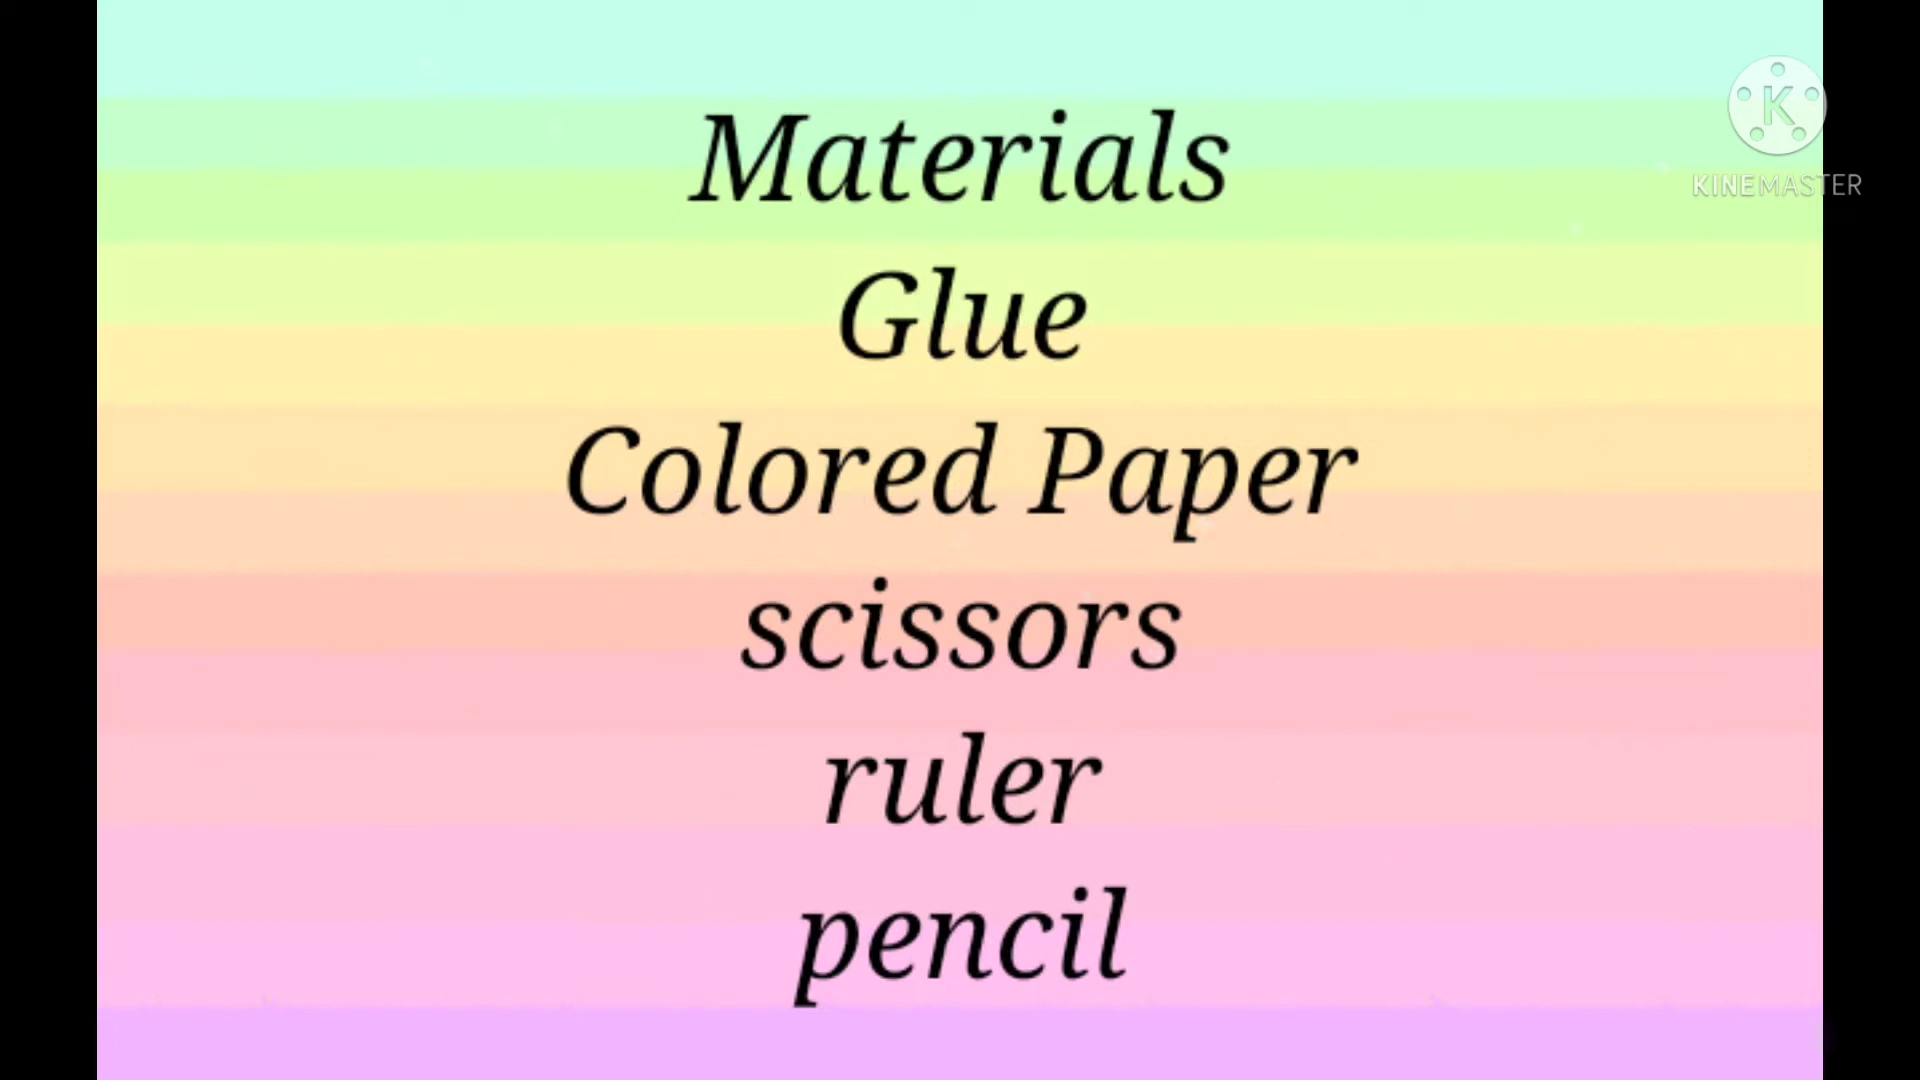 Materials
Glue
Colored Paper
scissors
ruler
pencil
K
KINEMASTER